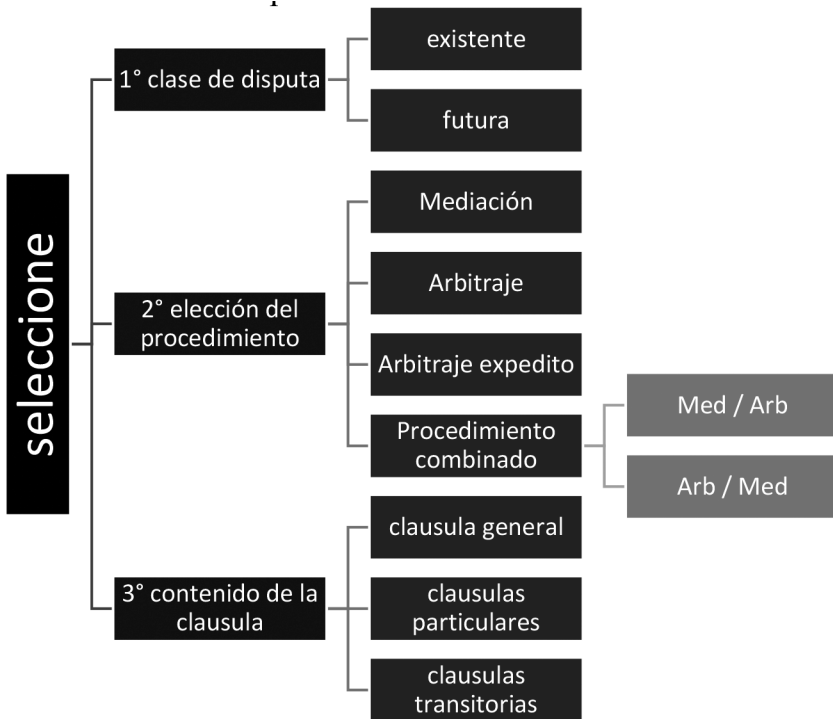 seleccione
1° clase de disputa
existente
futura
2° elección del
procedimiento
Mediación
Arbitraje
Arbitraje expedito
Procedimiento
combinado
Med / Arb
Arb / Med
3° contenido de la
clausula
clausula general
clausulas
particulares
clausulas
transitorias